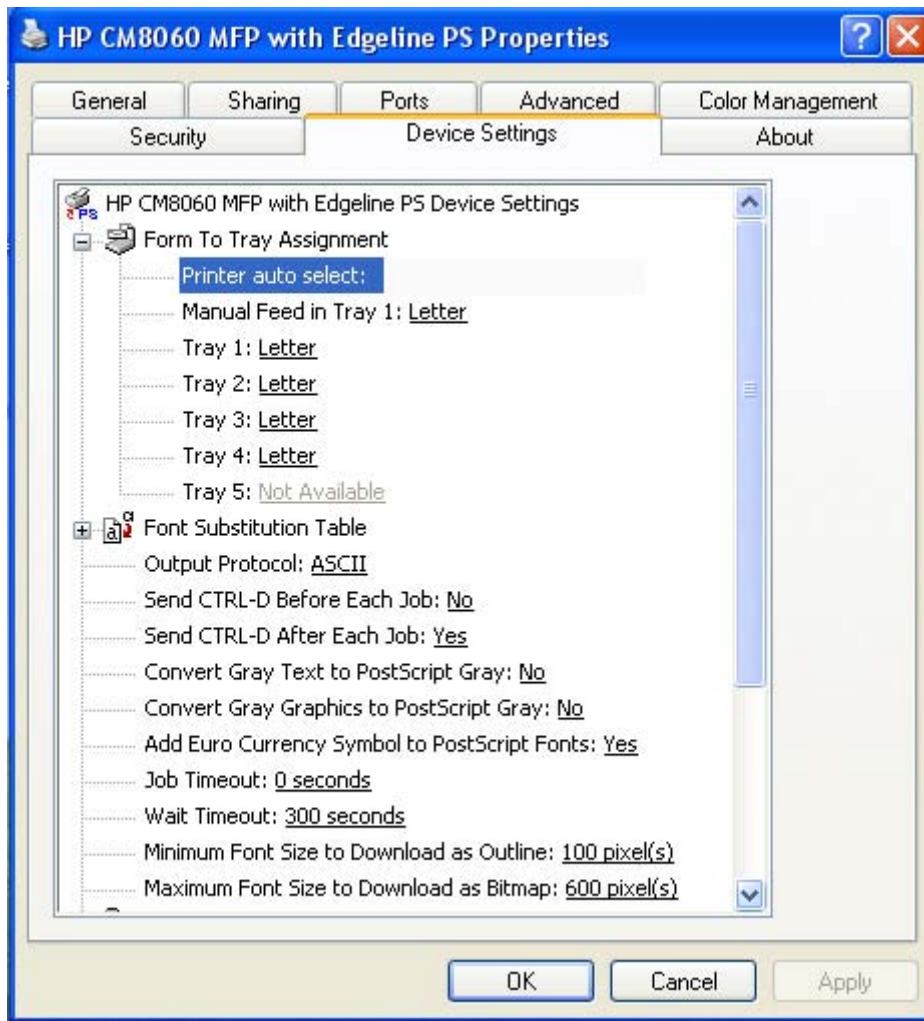 HP CM8060 MFP with Edgeline PS Properties
General Sharing Ports Advanced Color Management
Security Device Settings About
HP CM8060 MFP with Edgeline PS Device Settings
Form To Tray Assignment
Printer auto select:
Manual Feed in Tray 1: Letter
Tray 1: Letter
Tray 2: Letter
Tray 3: Letter
Tray 4: Letter
Tray 5: Not Available
Font Substitution Table
Output Protocol: ASCII
Send CTRL-D Before Each Job: No
Send CTRL-D After Each Job: Yes
Convert Gray Text to PostScript Gray: No
Convert Gray Graphics to PostScript Gray: No
Add Euro Currency Symbol to PostScript Fonts: Yes
Job Timeout: 0 seconds
Wait Timeout: 300 seconds
Minimum Font Size to Download as Outline: 100 pixel(s)
Maximum Font Size to Download as Bitmap: 600 pixel(s)
OK Cancel Apply